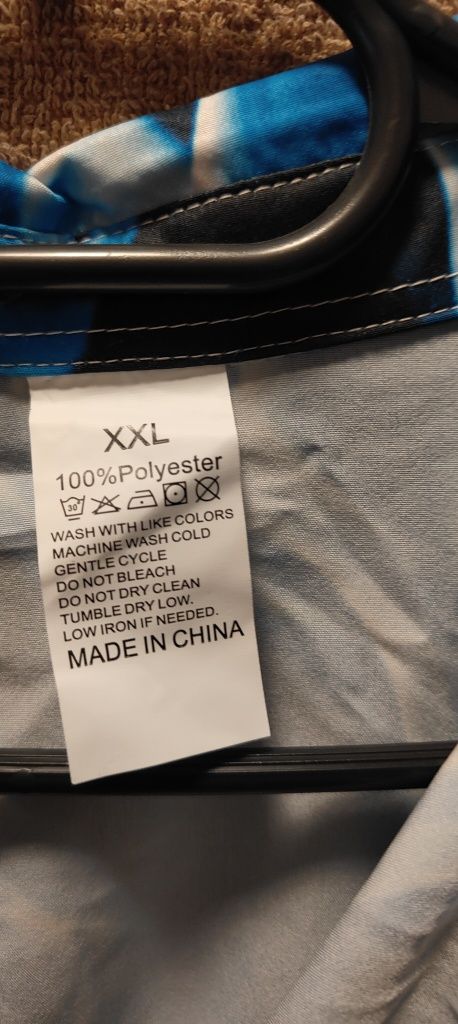 XXL
100%Polyester
30°
WASH WITH LIKE COLORS
MACHINE WASH COLD
GENTLE CYCLE
DO NOT BLEACH
DO NOT DRY CLEAN
TUMBLE DRY LOW.
LOW IRON IF NEEDED.
MADE IN CHINA